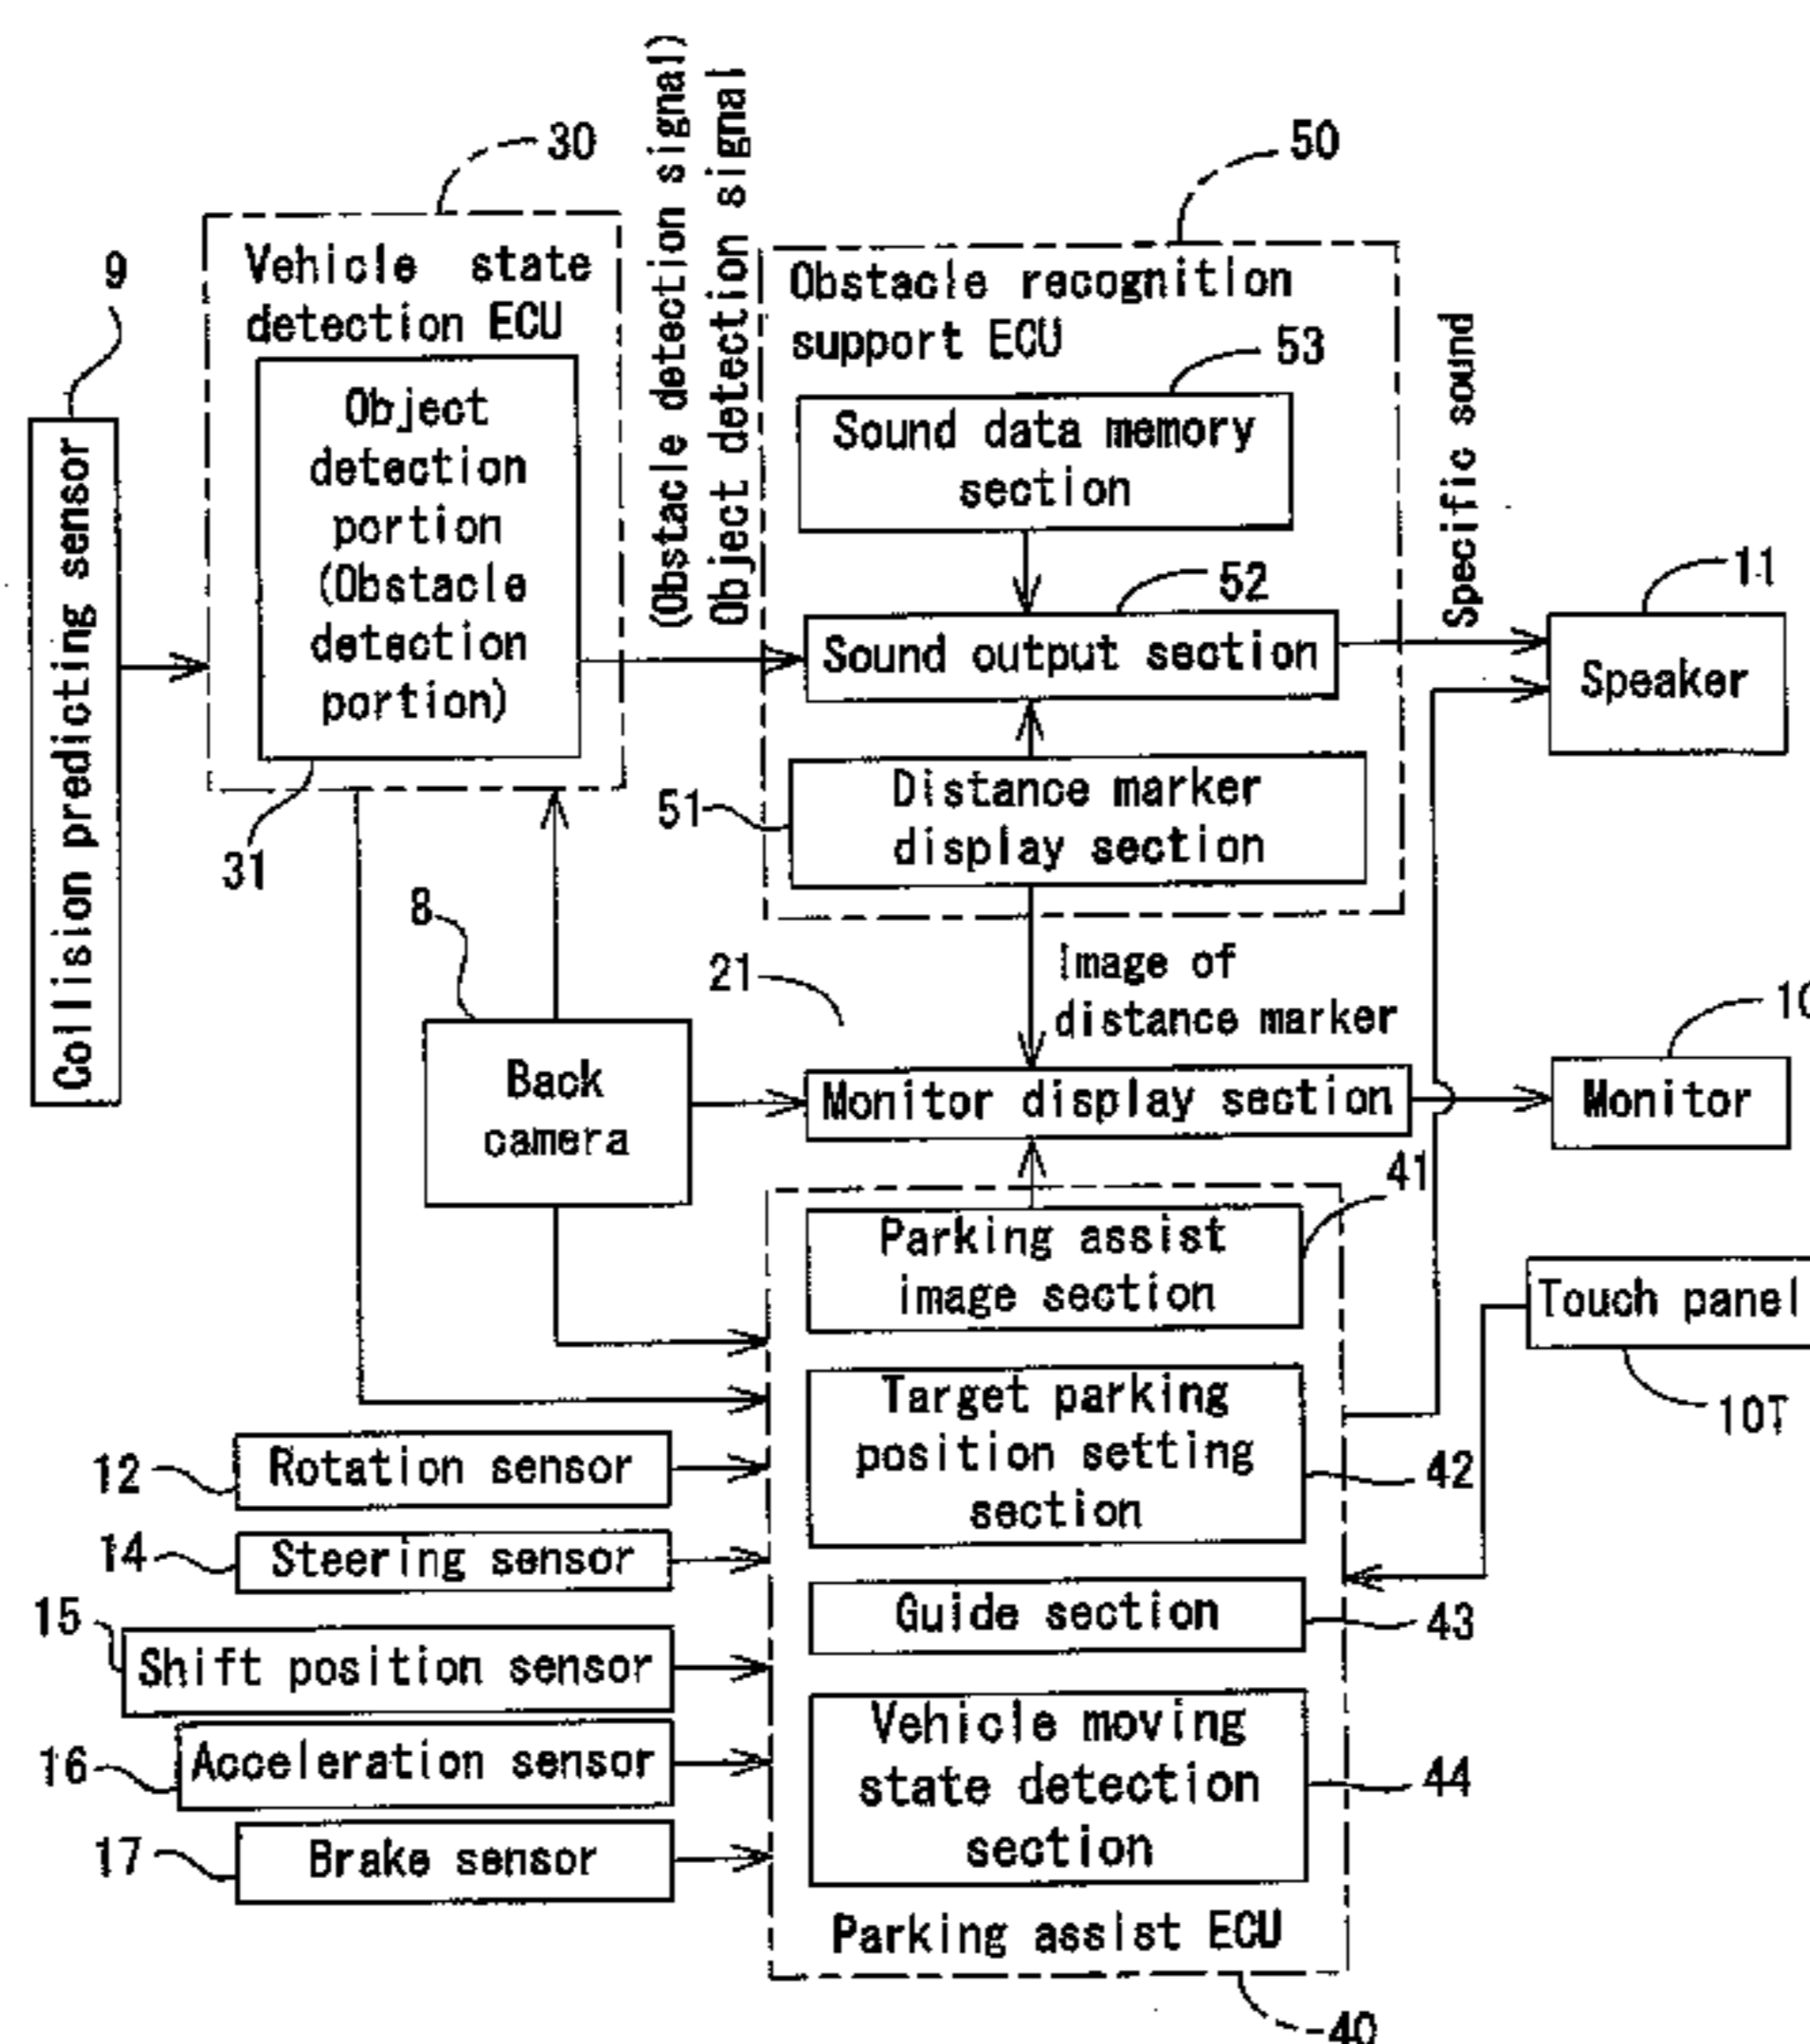 30
(Obstacle detection signal)
Object detection signal
50
9
Vehicle state
detection ECU
Obstacle recognition
support ECU
53
Object
detection
portion
(Obstacle
detection
portion)
Sound data memory
section
Specific sound
Collision predicting sensor
52
11
Sound output section
Speaker
51
Distance marker
display section
31
8
21
Image of
distance marker
10
Back
camera
Monitor display section
Monitor
41
Parking assist
image section
Touch panel
10T
Target parking
position setting
section
42
12
Rotation sensor
14
Steering sensor
15
Shift position sensor
Guide section
43
16
Acceleration sensor
Vehicle moving
state detection
section
44
17
Brake sensor
Parking assist ECU
40